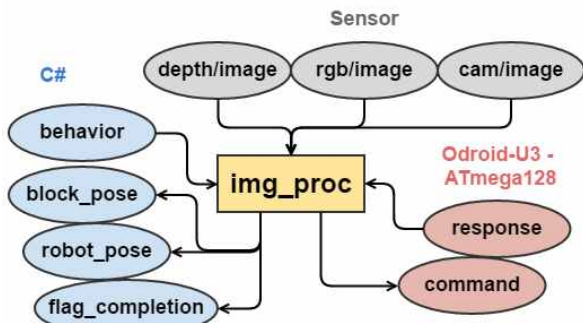 Sensor
C#
depth/image
rgb/image
cam/image
behavior
Odroid-U3 -
ATmega128
img_proc
block_pose
response
robot_pose
command
flag_completion